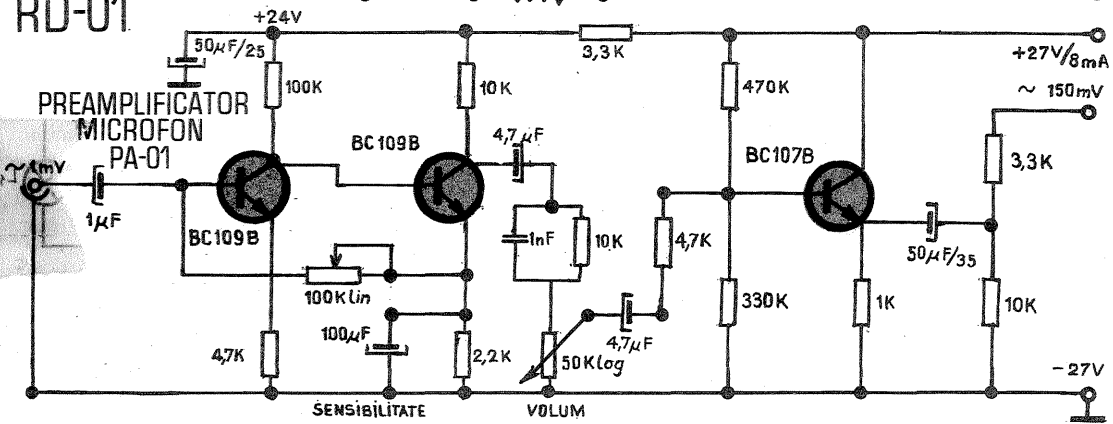 RD-01
+24V
50µF/25
100K
10K
3,3K
470K
+27V/8mA
~ 150mV
PREAMPLIFICATOR
MICROFON
PA-01
BC109B
4,7µF
BC107B
3,3K
1µF
BC109B
1nF
10K
4,7K
50µF/35
100K lin
330K
1K
10K
100µF
4,7K
2,2K
50K log
4,7µF
-27V
SENSIBILITATE
VOLUM